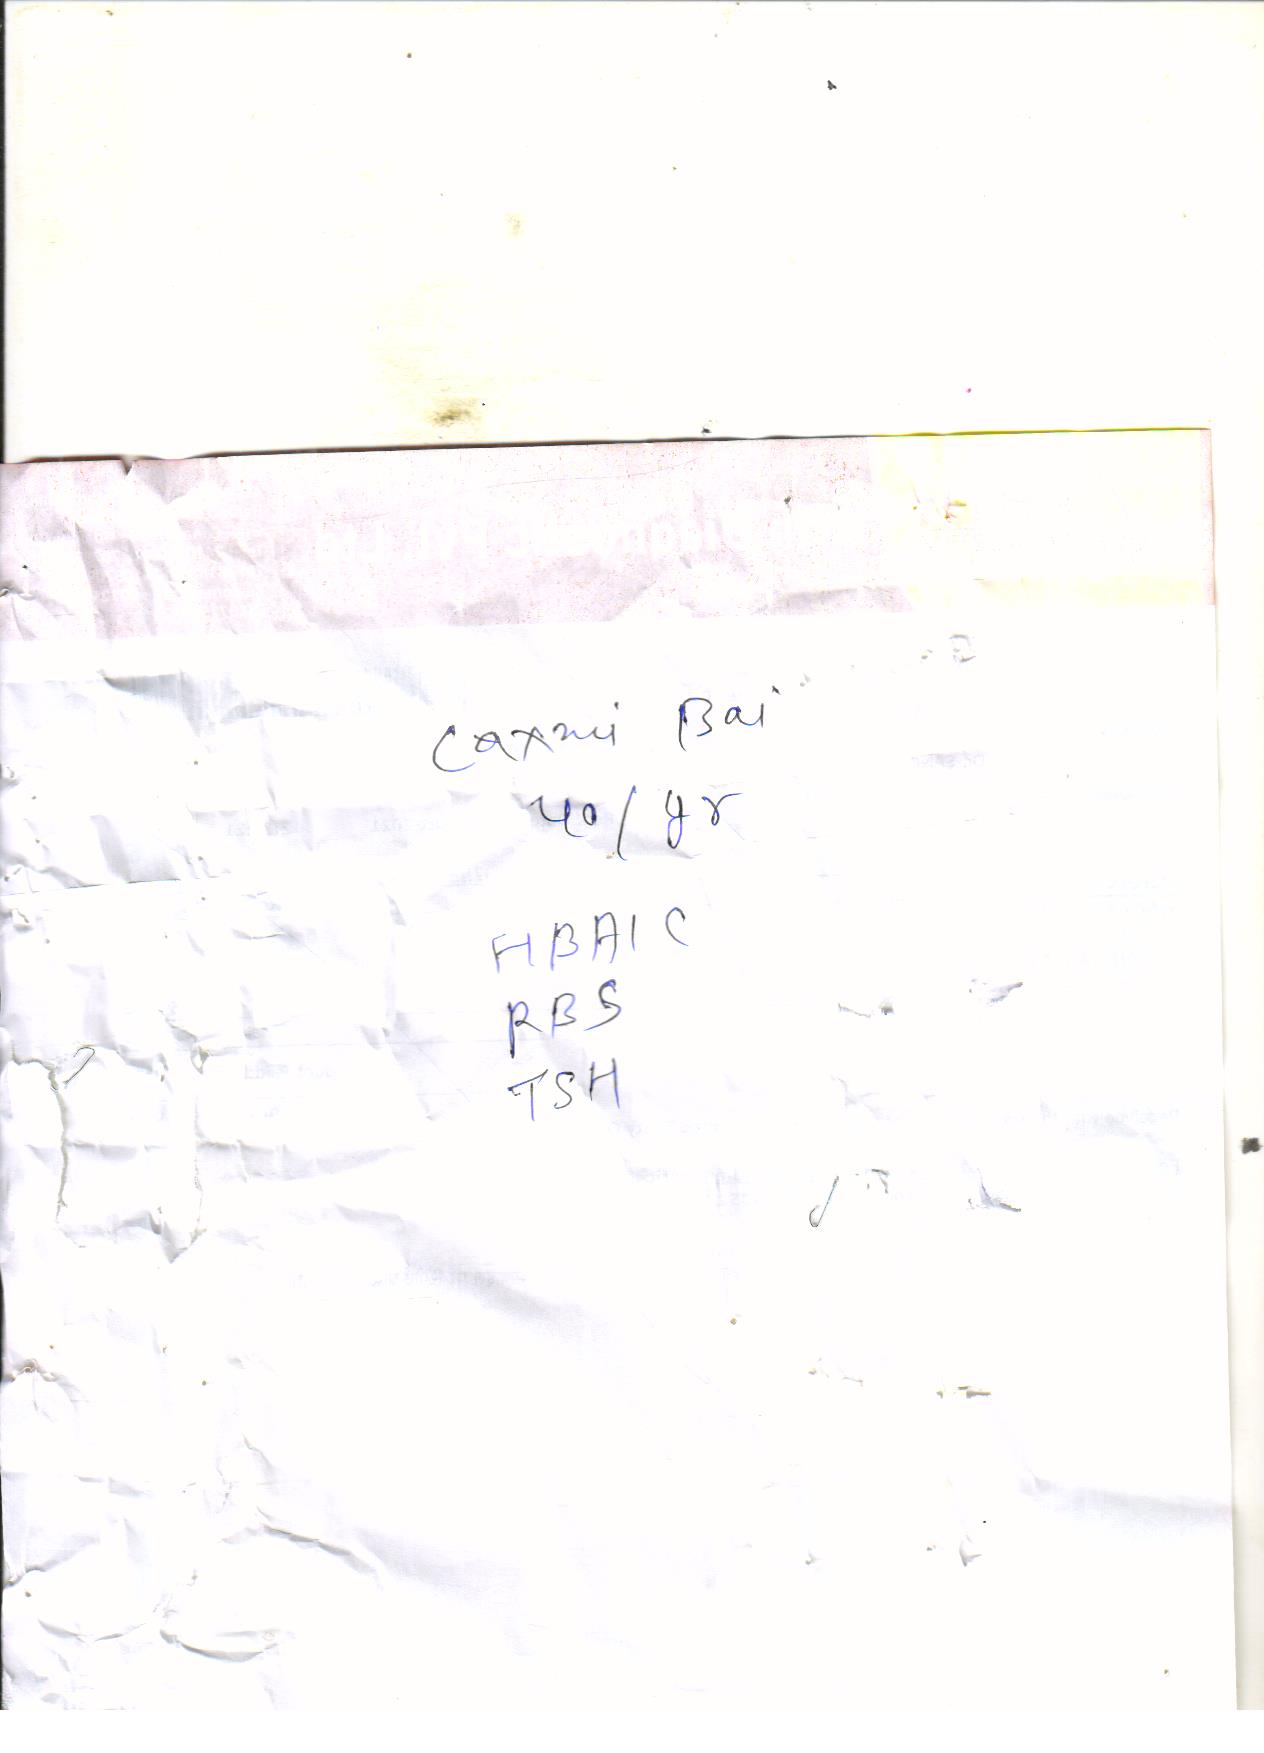 Laxmi Bai
40/yr
HBA1C
RBS
TSH